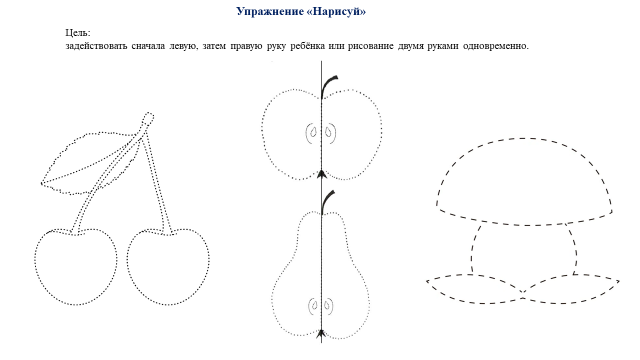 Упражнение «Нарисуй»
Цель:
задействовать сначала левую, затем правую руку ребёнка или рисование двумя руками одновременно.